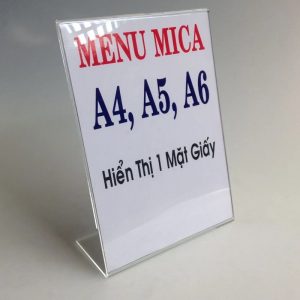 MENU MICA
A4, A5, A6
Hiển Thị 1 Mặt Giấy